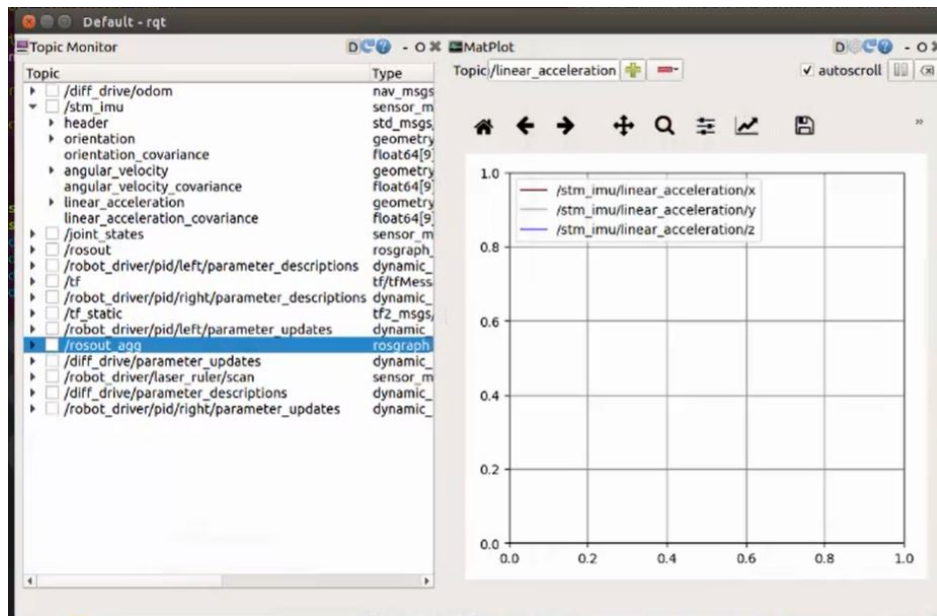 Default - rqt
Topic Monitor
D
- O
Topic Type
/diff_drive/odom nav_msgs
/stm_imu sensor_m
header std_msgs
orientation geometry
orientation_covariance float64[9]
angular_velocity geometry
angular_velocity_covariance float64[9]
linear_acceleration geometry
linear_acceleration_covariance float64[9]
/joint_states sensor_m
/rosout rosgraph_
/robot_driver/pid/left/parameter_descriptions dynamic_
/tf tf/tfMess
/robot_driver/pid/right/parameter_descriptions dynamic_
/tf_static tf2_msgs/
/robot_driver/pid/left/parameter_updates dynamic_
/rosout_agg rosgraph
/diff_drive/parameter_updates dynamic_
/robot_driver/laser_ruler/scan sensor_m
/diff_drive/parameter_descriptions dynamic_
/robot_driver/pid/right/parameter_updates dynamic_
MatPlot
D
- O
Topic /linear_acceleration autoscroll
/stm_imu/linear_acceleration/x
/stm_imu/linear_acceleration/y
/stm_imu/linear_acceleration/z
1.0
0.8
0.6
0.4
0.2
0.0
0.0 0.2 0.4 0.6 0.8 1.0